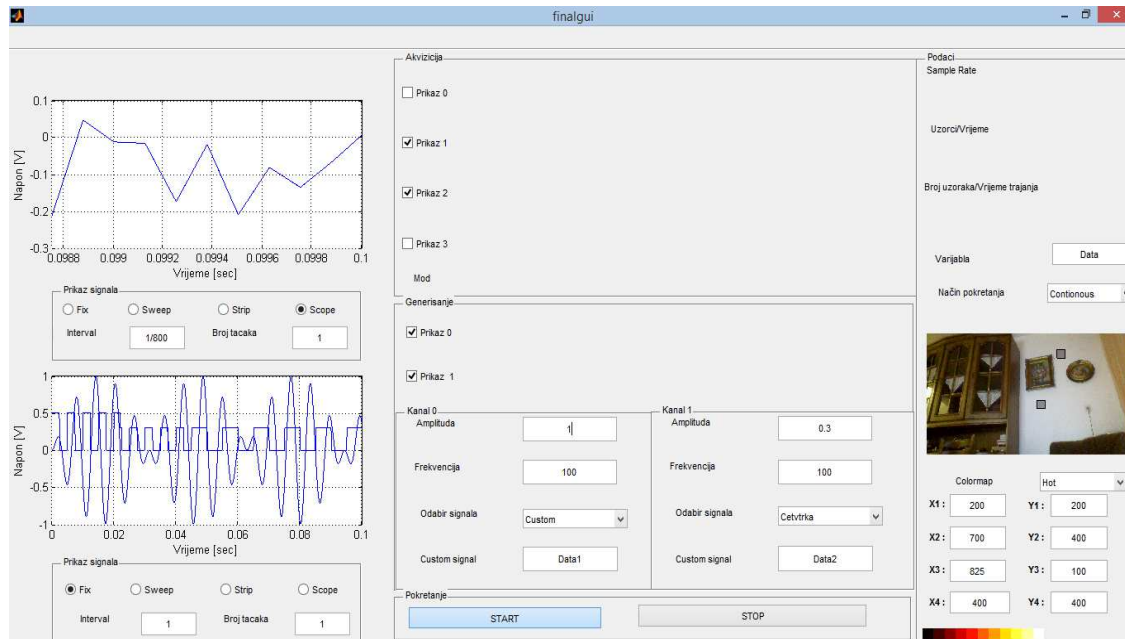 finalgui
0.1
0
-0.1
-0.2
-0.3
Napon [V]
0.0988 0.099 0.0992 0.0994 0.0996 0.0998 0.1
Vrijeme [sec]
Prikaz signala
Fix Sweep Strip Scope
Interval 1/800 Broj tacaka 1
1
0.5
0
-0.5
-1
Napon [V]
0 0.02 0.04 0.06 0.08 0.1
Vrijeme [sec]
Prikaz signala
Fix Sweep Strip Scope
Interval 1 Broj tacaka 1
Akvizicija
Prikaz 0
Prikaz 1
Prikaz 2
Prikaz 3
Mod
Generisanje
Prikaz 0
Prikaz 1
Kanal 0
Amplituda 1
Frekvencija 100
Odabir signala Custom
Custom signal Data1
Kanal 1
Amplituda 0.3
Frekvencija 100
Odabir signala Cetvtrka
Custom signal Data2
Pokretanje
START STOP
Podaci
Sample Rate
Uzorci/Vrijeme
Broj uzoraka/Vrijeme trajanja
Varijabla Data
Način pokretanja Contionous
Colormap Hot
X1 : 200 Y1 : 200
X2 : 700 Y2 : 400
X3 : 825 Y3 : 100
X4 : 400 Y4 : 400